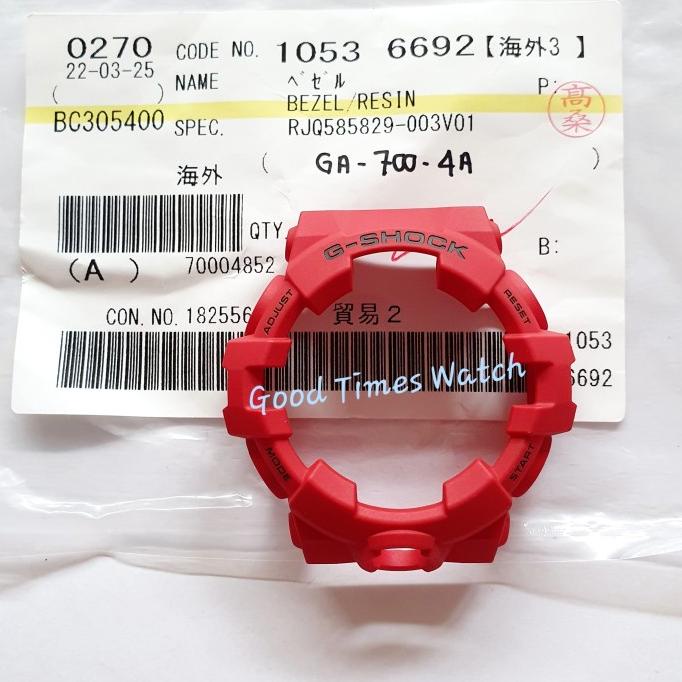 0270 CODE NO. 1053 6692【海外3 】
22-03-25
( ) NAME ﾍﾞｾﾞﾙ P:
BEZEL/RESIN
高桑
BC305400 SPEC. RJQ585829-003V01
( GA-700-4A )
海外
QTY
B:
(A ) 70004852
CON.NO.182556 貿易2
1053
6692
G-SHOCK
ADJUST
RESET
MODE
START
Good Times Watch